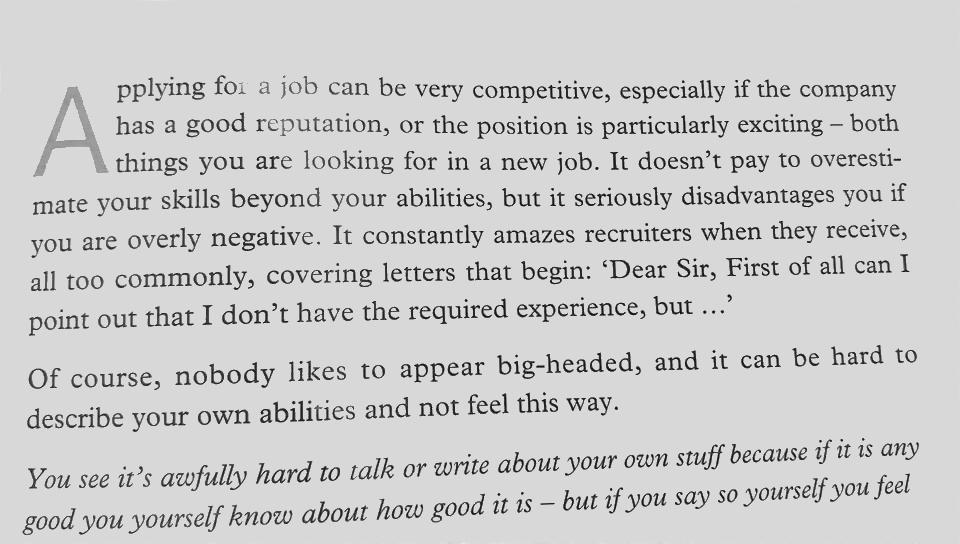 Applying for a job can be very competitive, especially if the company
has a good reputation, or the position is particularly exciting – both
things you are looking for in a new job. It doesn't pay to overesti-
mate your skills beyond your abilities, but it seriously disadvantages you if
you are overly negative. It constantly amazes recruiters when they receive,
all too commonly, covering letters that begin: ‘Dear Sir, First of all can I
point out that I don't have the required experience, but …’
Of course, nobody likes to appear big-headed, and it can be hard to
describe your own abilities and not feel this way.
You see it's awfully hard to talk or write about your own stuff because if it is any
good you yourself know about how good it is – but if you say so yourself you feel